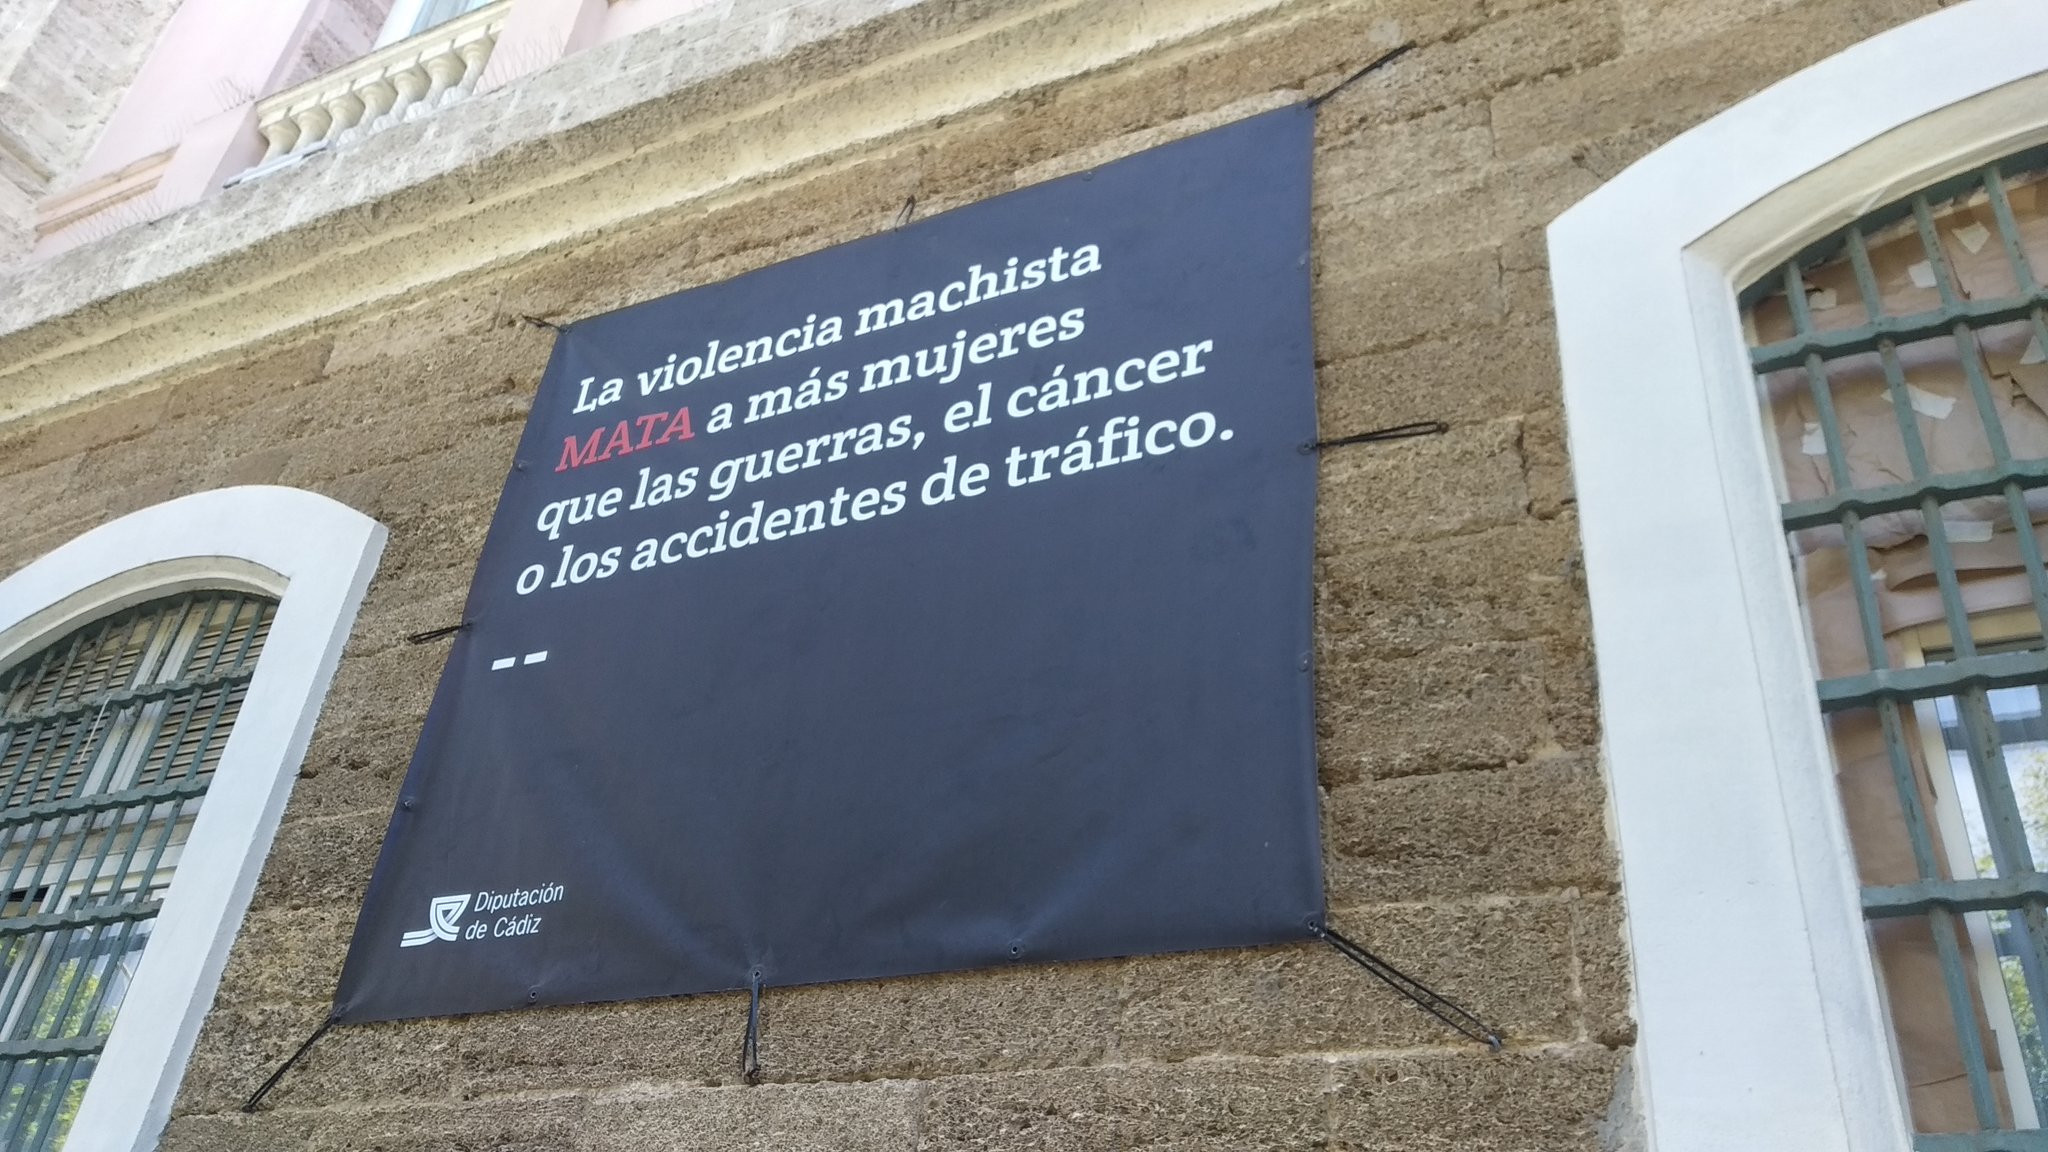 La violencia machista
MATA a más mujeres
que las guerras, el cáncer
o los accidentes de tráfico.
--
Diputación
de Cádiz